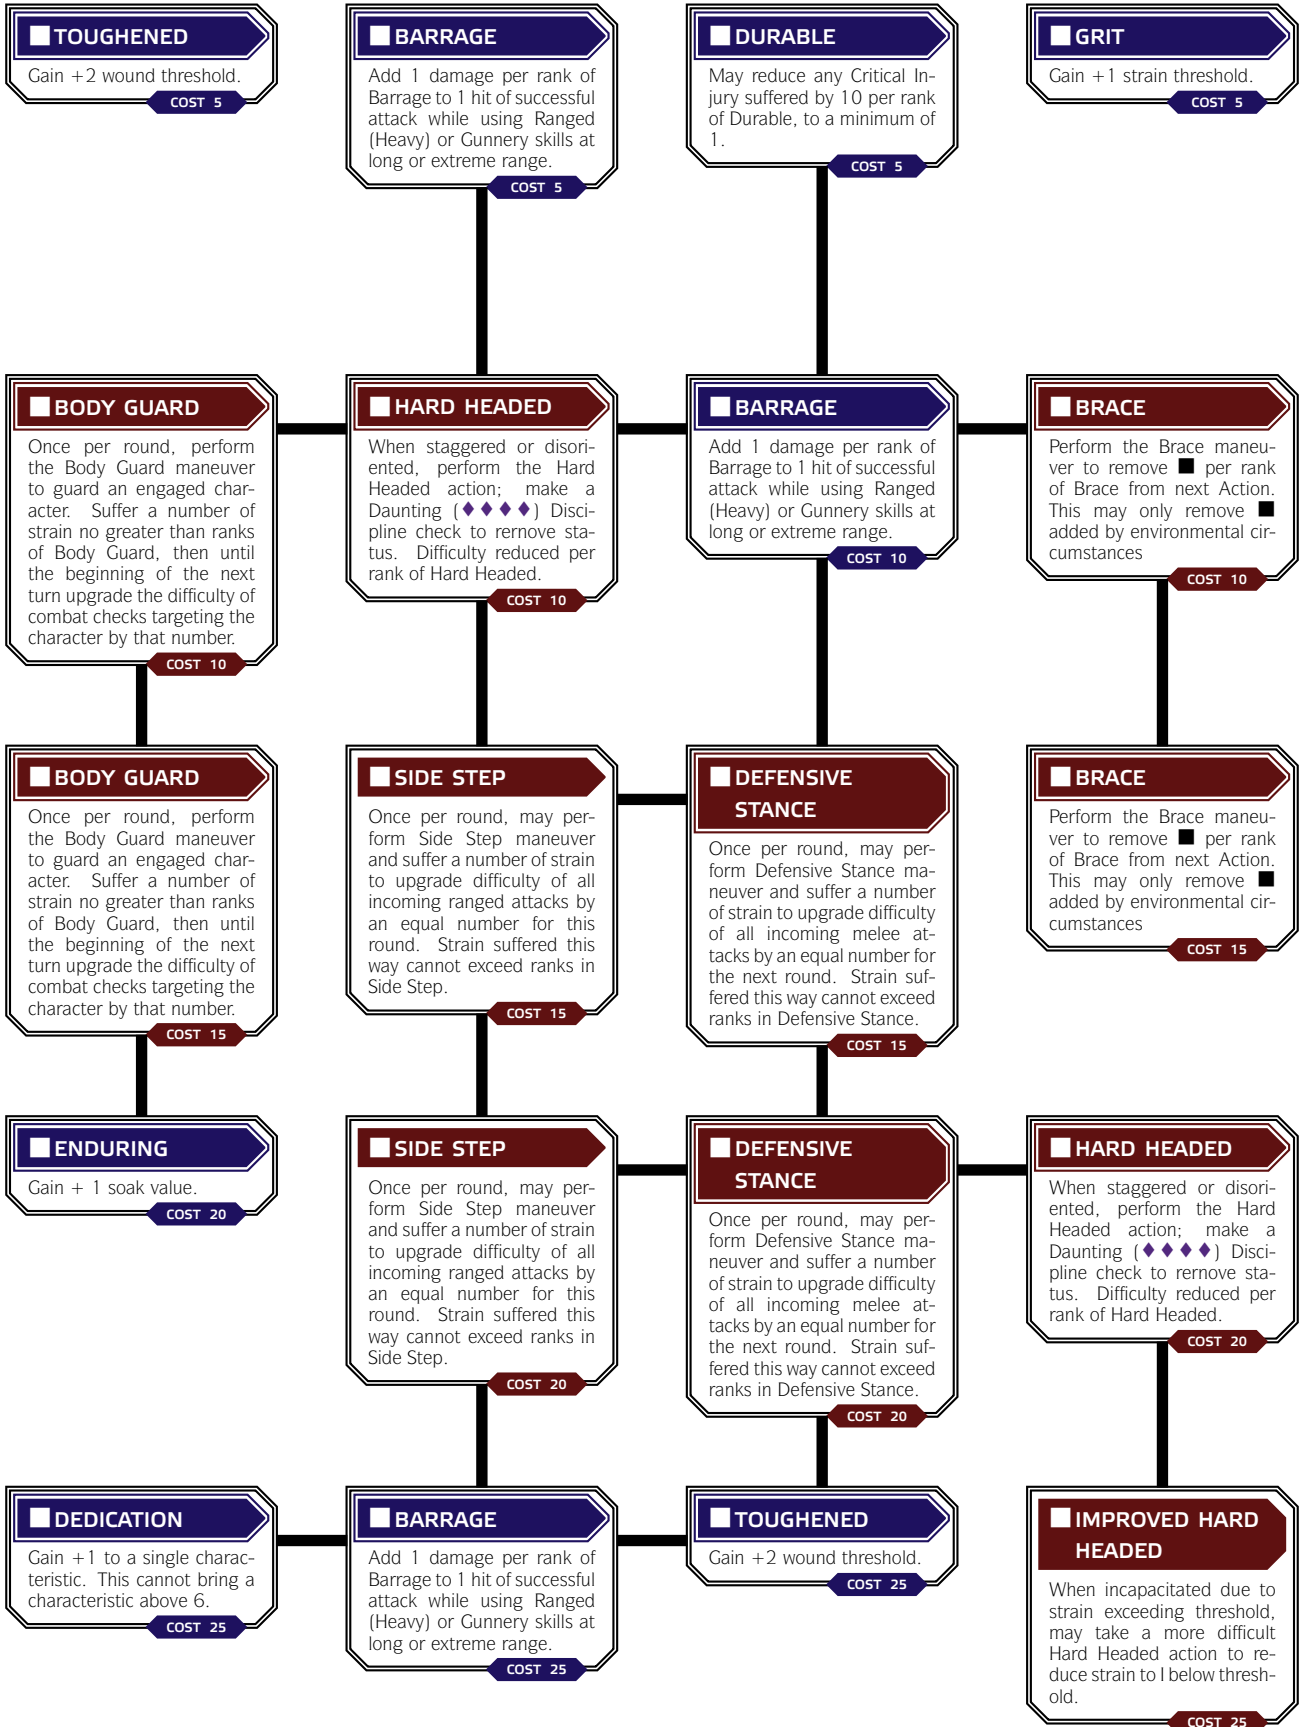 TOUGHENED
Gain +2 wound threshold.
COST 5
BARRAGE
Add 1 damage per rank of
Barrage to 1 hit of successful
attack while using Ranged
(Heavy) or Gunnery skills at
long or extreme range.
COST 5
DURABLE
May reduce any Critical In-
jury suffered by 10 per rank
of Durable, to a minimum of
1.
COST 5
GRIT
Gain +1 strain threshold.
COST 5
BODY GUARD
Once per round, perform
the Body Guard maneuver
to guard an engaged char-
acter. Suffer a number of
strain no greater than ranks
of Body Guard, then until
the beginning of the next
turn upgrade the difficulty of
combat checks targeting the
character by that number.
COST 10
HARD HEADED
When staggered or disori-
ented, perform the Hard
Headed action; make a
Daunting (♦ ♦ ♦ ♦) Disci-
pline check to rernove sta-
tus. Difficulty reduced per
rank of Hard Headed.
COST 10
BARRAGE
Add 1 damage per rank of
Barrage to 1 hit of successful
attack while using Ranged
(Heavy) or Gunnery skills at
long or extreme range.
COST 10
BRACE
Perform the Brace maneu-
ver to remove ■ per rank
of Brace from next Action.
This may only remove ■
added by environmental cir-
cumstances
COST 10
BODY GUARD
Once per round, perform
the Body Guard maneuver
to guard an engaged char-
acter. Suffer a number of
strain no greater than ranks
of Body Guard, then until
the beginning of the next
turn upgrade the difficulty of
combat checks targeting the
character by that number.
COST 15
SIDE STEP
Once per round, may per-
form Side Step maneuver
and suffer a number of strain
to upgrade difficulty of all
incoming ranged attacks by
an equal number for this
round. Strain suffered this
way cannot exceed ranks in
Side Step.
COST 15
DEFENSIVE
STANCE
Once per round, may per-
form Defensive Stance ma-
neuver and suffer a number
of strain to upgrade difficulty
of all incoming melee at-
tacks by an equal number for
the next round. Strain suf-
fered this way cannot exceed
ranks in Defensive Stance.
COST 15
BRACE
Perform the Brace maneu-
ver to remove ■ per rank
of Brace from next Action.
This may only remove ■
added by environmental cir-
cumstances
COST 15
ENDURING
Gain + 1 soak value.
COST 20
SIDE STEP
Once per round, may per-
form Side Step maneuver
and suffer a number of strain
to upgrade difficulty of all
incoming ranged attacks by
an equal number for this
round. Strain suffered this
way cannot exceed ranks in
Side Step.
COST 20
DEFENSIVE
STANCE
Once per round, may per-
form Defensive Stance ma-
neuver and suffer a number
of strain to upgrade difficulty
of all incoming melee at-
tacks by an equal number for
the next round. Strain suf-
fered this way cannot exceed
ranks in Defensive Stance.
COST 20
HARD HEADED
When staggered or disori-
ented, perform the Hard
Headed action; make a
Daunting (♦ ♦ ♦ ♦) Disci-
pline check to rernove sta-
tus. Difficulty reduced per
rank of Hard Headed.
COST 20
DEDICATION
Gain +1 to a single charac-
teristic. This cannot bring a
characteristic above 6.
COST 25
BARRAGE
Add 1 damage per rank of
Barrage to 1 hit of successful
attack while using Ranged
(Heavy) or Gunnery skills at
long or extreme range.
COST 25
TOUGHENED
Gain +2 wound threshold.
COST 25
IMPROVED HARD
HEADED
When incapacitated due to
strain exceeding threshold,
may take a more difficult
Hard Headed action to re-
duce strain to I below thresh-
old.
COST 25